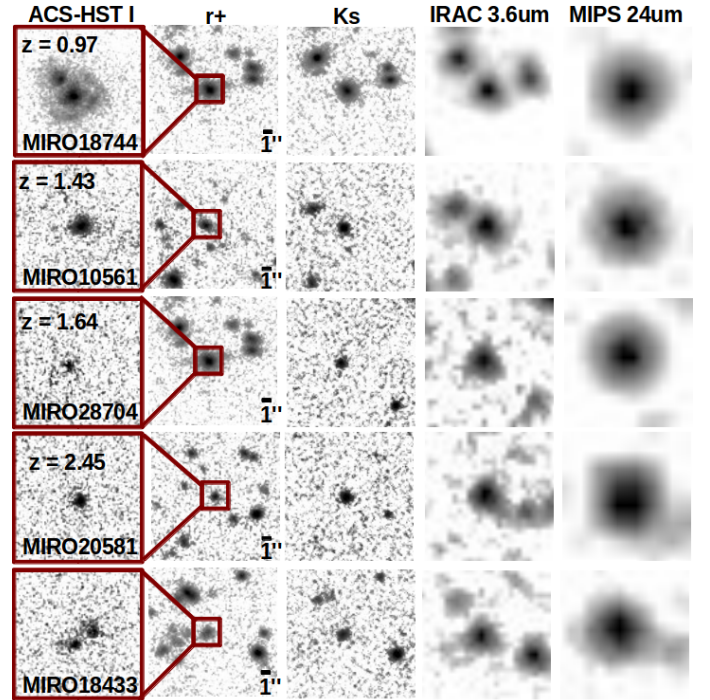 ACS-HST I r+ Ks IRAC 3.6um MIPS 24um
z = 0.97
MIRO18744 1''
z = 1.43
MIRO10561 1''
z = 1.64
MIRO28704 1''
z = 2.45
MIRO20581 1''
MIRO18433 1''